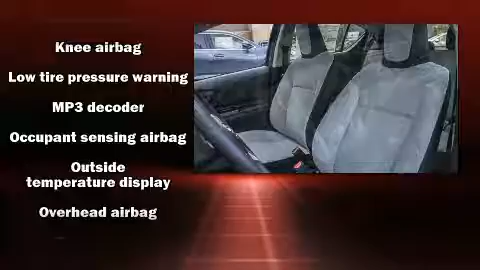 Knee airbag
Low tire pressure warning
MP3 decoder
Occupant sensing airbag
Outside
temperature display
Overhead airbag